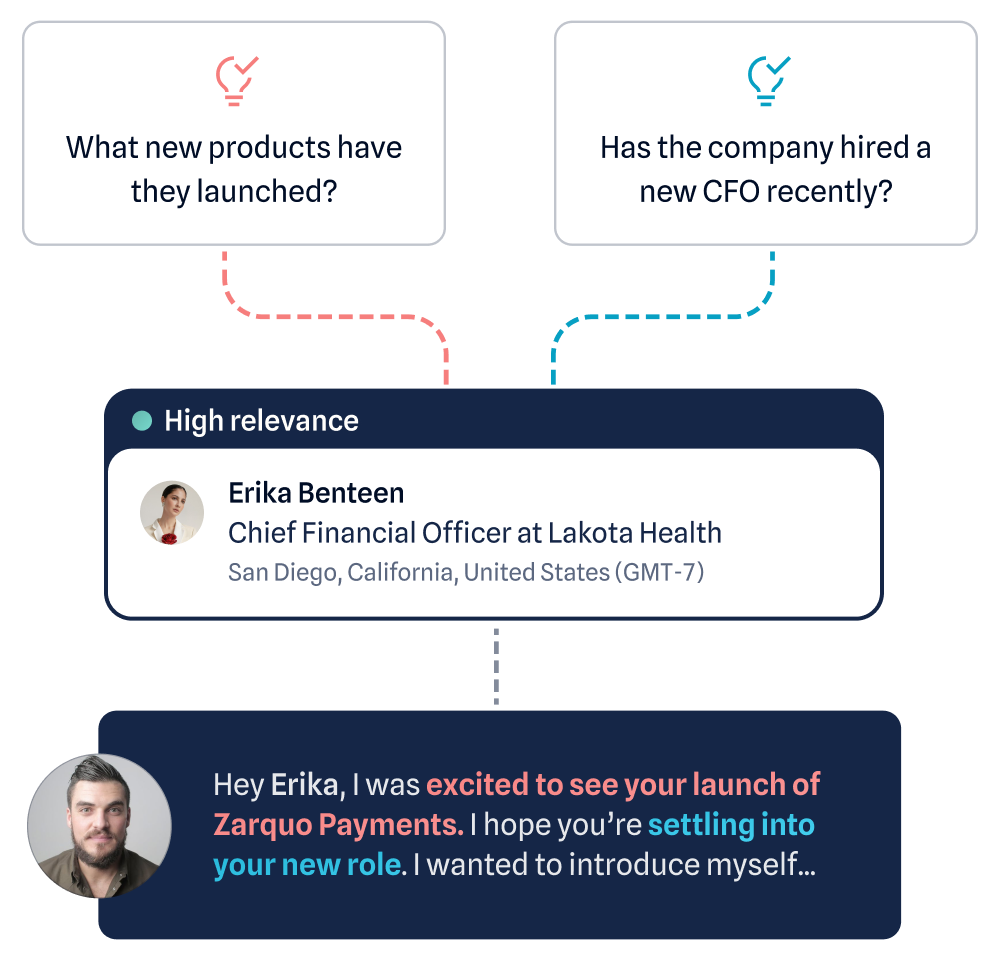 What new products have
they launched?
Has the company hired a
new CFO recently?
High relevance
Erika Benteen
Chief Financial Officer at Lakota Health
San Diego, California, United States (GMT-7)
Hey Erika, I was excited to see your launch of
Zarquo Payments. I hope you’re settling into
your new role. I wanted to introduce myself...